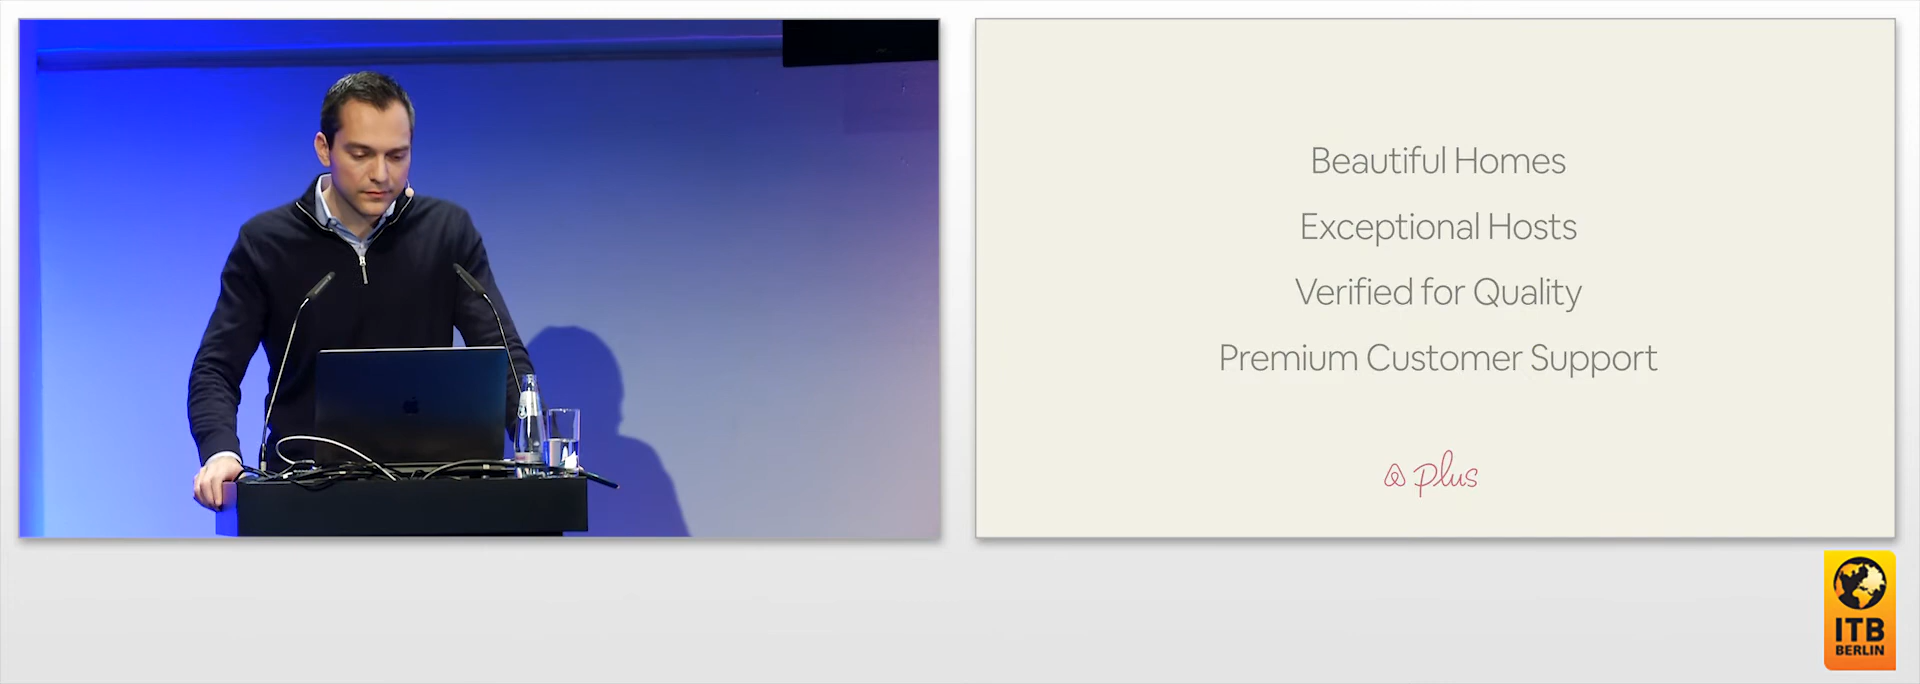 Beautiful Homes
Exceptional Hosts
Verified for Quality
Premium Customer Support
plus
ITB
BERLIN